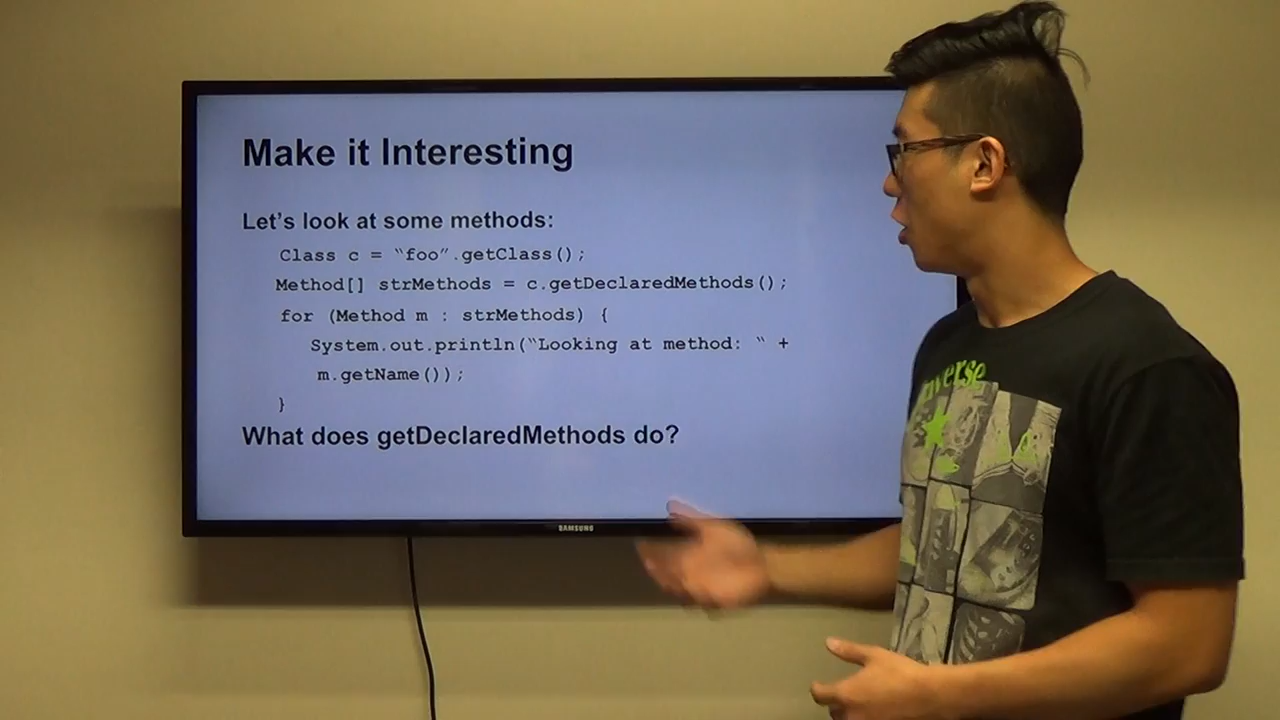 Make it Interesting
Let’s look at some methods:
Class c = “foo”.getClass();
Method[] strMethods = c.getDeclaredMethods();
for (Method m : strMethods) {
System.out.println(“Looking at method: “ +
m.getName());
}
What does getDeclaredMethods do?
SAMSUNG